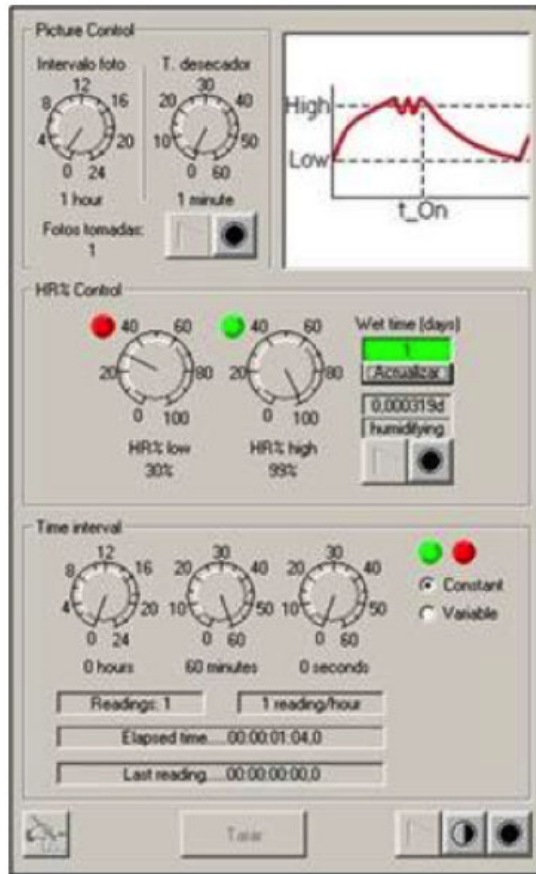 Picture Control
Intervalo foto
T. desecador
12
8 16
4 20
0 24
30
20 40
10 50
0 60
1 hour
1 minute
Fotos tomadas:
1
High
Low
t_On
HR% Control
40 60
20 80
0 100
40 60
20 80
0 100
HR% low
30%
HR% high
99%
Wet time (days)
1
Actualizar
0,000319d
humidifying
Time interval
12
8 16
4 20
0 24
30
20 40
10 50
0 60
30
20 40
10 50
0 60
0 hours
60 minutes
0 seconds
Constant
Variable
Readings: 1
1 reading/hour
Elapsed time....00:00:01:04,0
Last reading....00:00:00:00,0